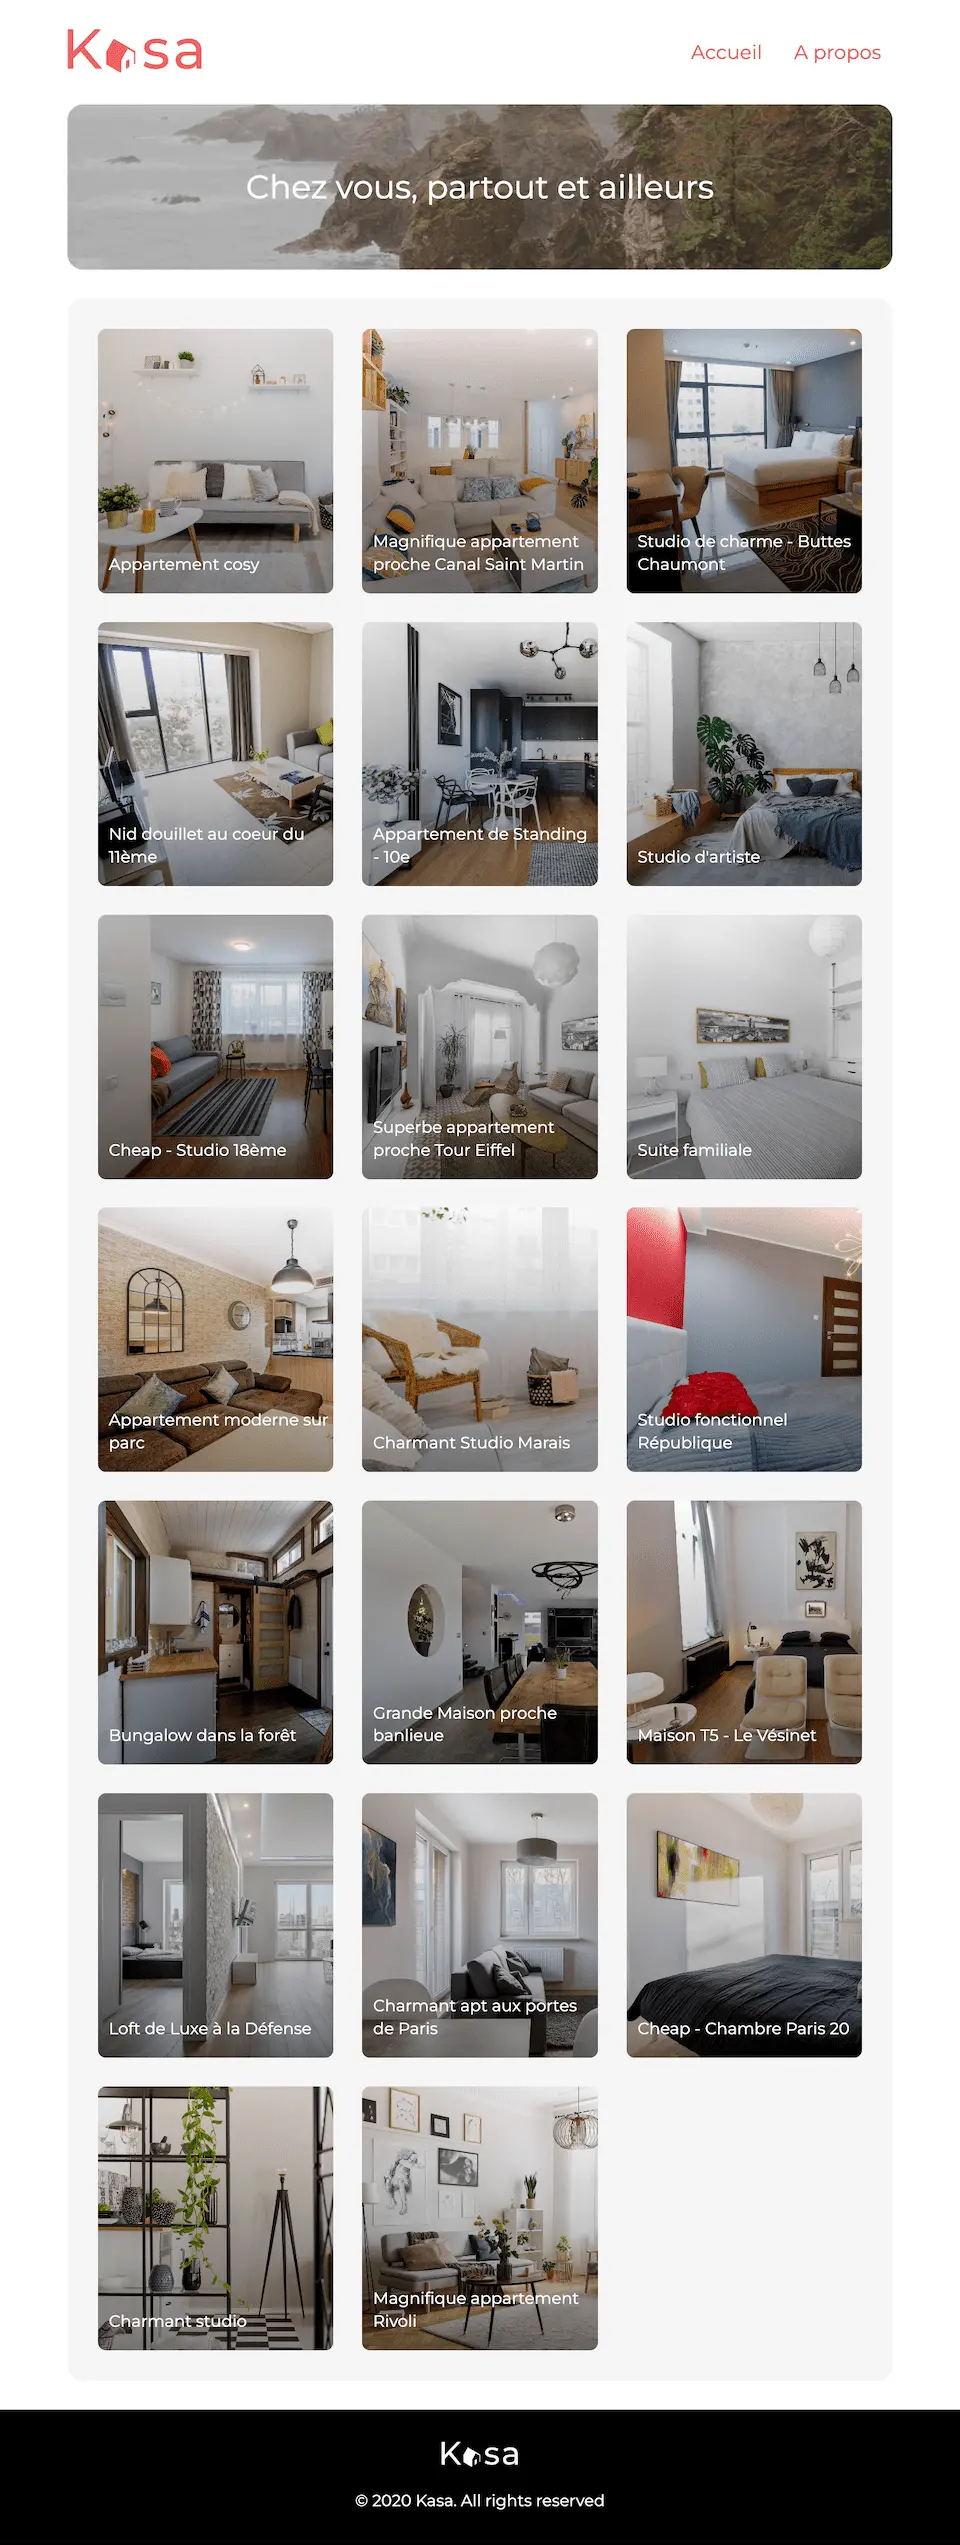 Kasa
Accueil
A propos
Chez vous, partout et ailleurs
Appartement cosy
Magnifique appartement
proche Canal Saint Martin
Studio de charme - Buttes
Chaumont
Nid douillet au coeur du
11ème
Appartement de Standing
- 10e
Studio d'artiste
Cheap - Studio 18ème
Superbe appartement
proche Tour Eiffel
Suite familiale
Appartement moderne sur
parc
Charmant Studio Marais
Studio fonctionnel
République
Bungalow dans la forêt
Grande Maison proche
banlieue
Maison T5 - Le Vésinet
Loft de Luxe à la Défense
Charmant apt aux portes
de Paris
Cheap - Chambre Paris 20
Charmant studio
Magnifique appartement
Rivoli
Kasa
© 2020 Kasa. All rights reserved